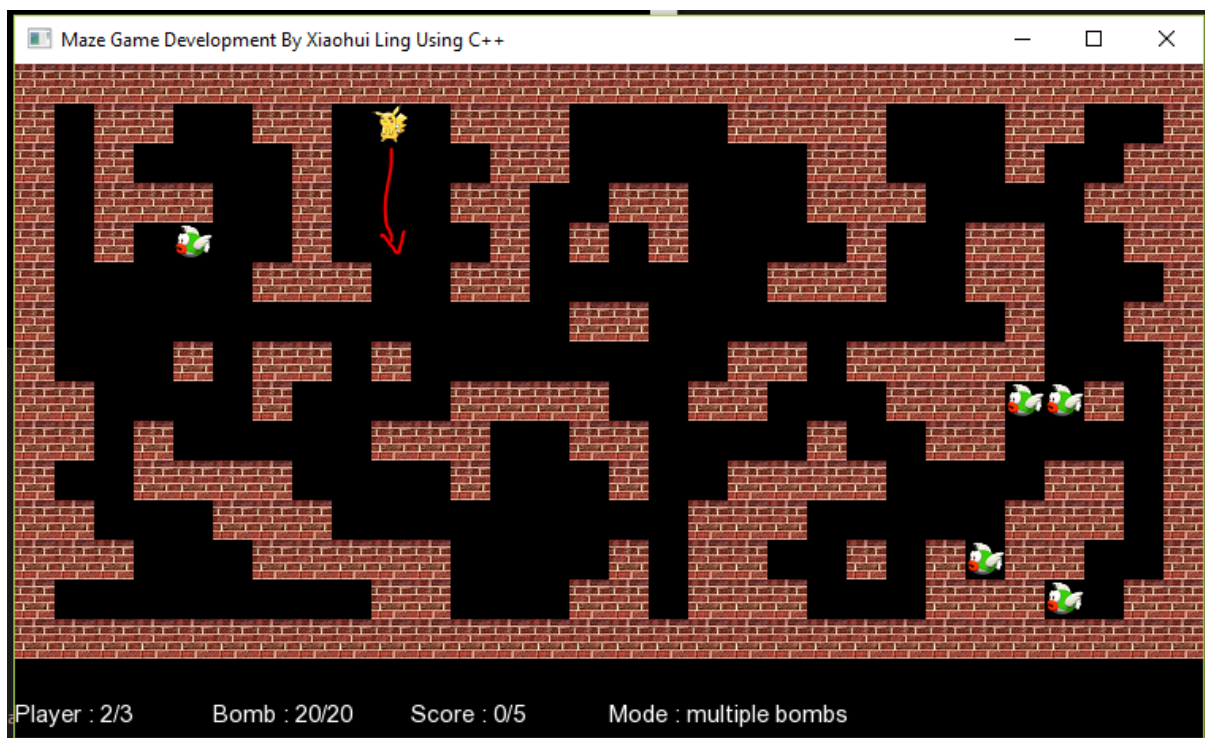 Maze Game Development By Xiaohui Ling Using C++
Player : 2/3 Bomb : 20/20 Score : 0/5 Mode : multiple bombs